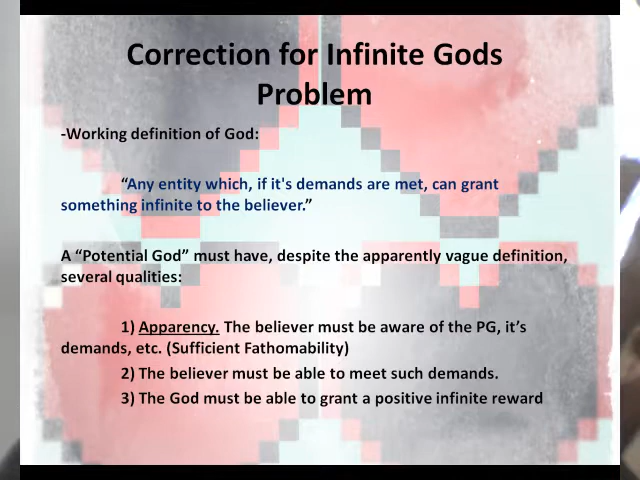 Correction for Infinite Gods
Problem
-Working definition of God:
“Any entity which, if it's demands are met, can grant
something infinite to the believer.”
A “Potential God” must have, despite the apparently vague definition,
several qualities:
1) Apparency. The believer must be aware of the PG, it’s
demands, etc. (Sufficient Fathomability)
2) The believer must be able to meet such demands.
3) The God must be able to grant a positive infinite reward